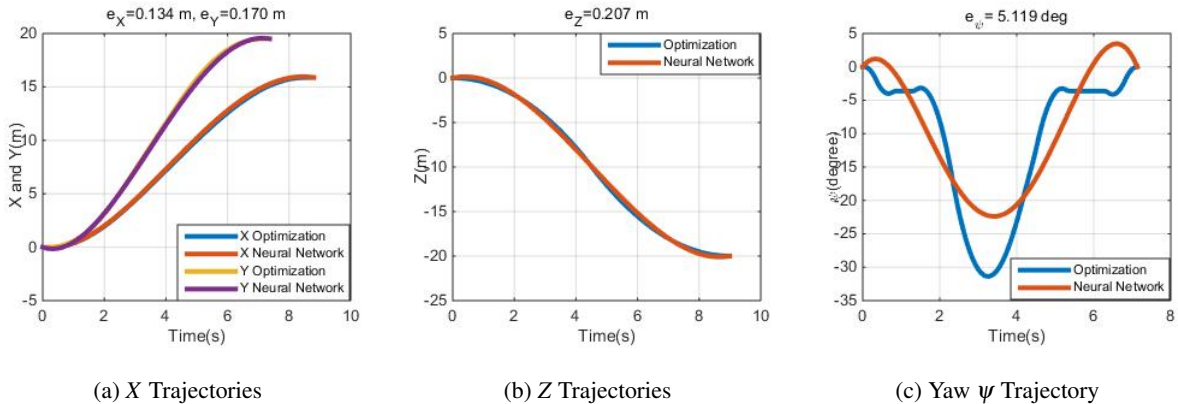 e_X=0.134 m, e_Y=0.170 m
20
15
10
5
0
-5
X and Y(m)
X Optimization
X Neural Network
Y Optimization
Y Neural Network
0 2 4 6 8 10
Time(s)
(a) X Trajectories
e_Z=0.207 m
5
0
-5
-10
-15
-20
-25
Z(m)
Optimization
Neural Network
0 2 4 6 8 10
Time(s)
(b) Z Trajectories
e_ψ= 5.119 deg
5
0
-5
-10
-15
-20
-25
-30
-35
ψ(degree)
Optimization
Neural Network
0 2 4 6 8
Time(s)
(c) Yaw ψ Trajectory